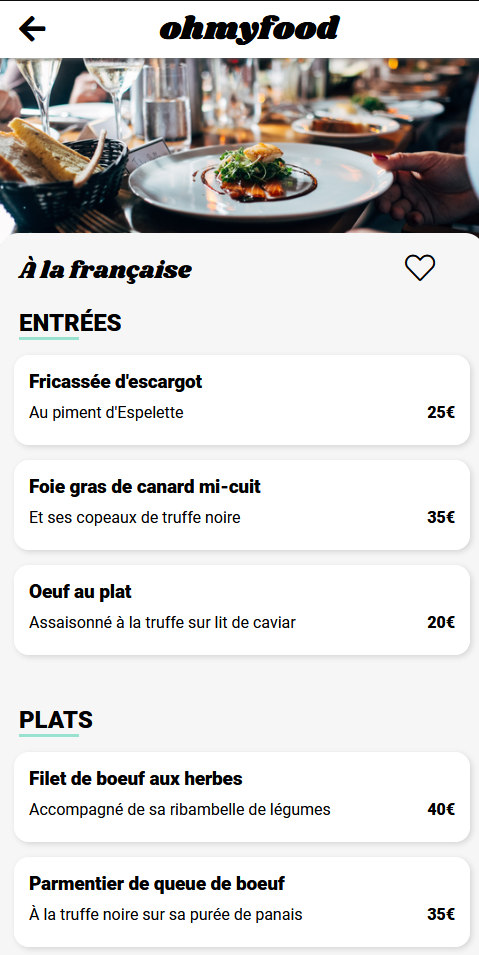 ohmyfood
À la française
ENTRÉES
Fricassée d'escargot
Au piment d'Espelette 25€
Foie gras de canard mi-cuit
Et ses copeaux de truffe noire 35€
Oeuf au plat
Assaisonné à la truffe sur lit de caviar 20€
PLATS
Filet de boeuf aux herbes
Accompagné de sa ribambelle de légumes 40€
Parmentier de queue de boeuf
À la truffe noire sur sa purée de panais 35€